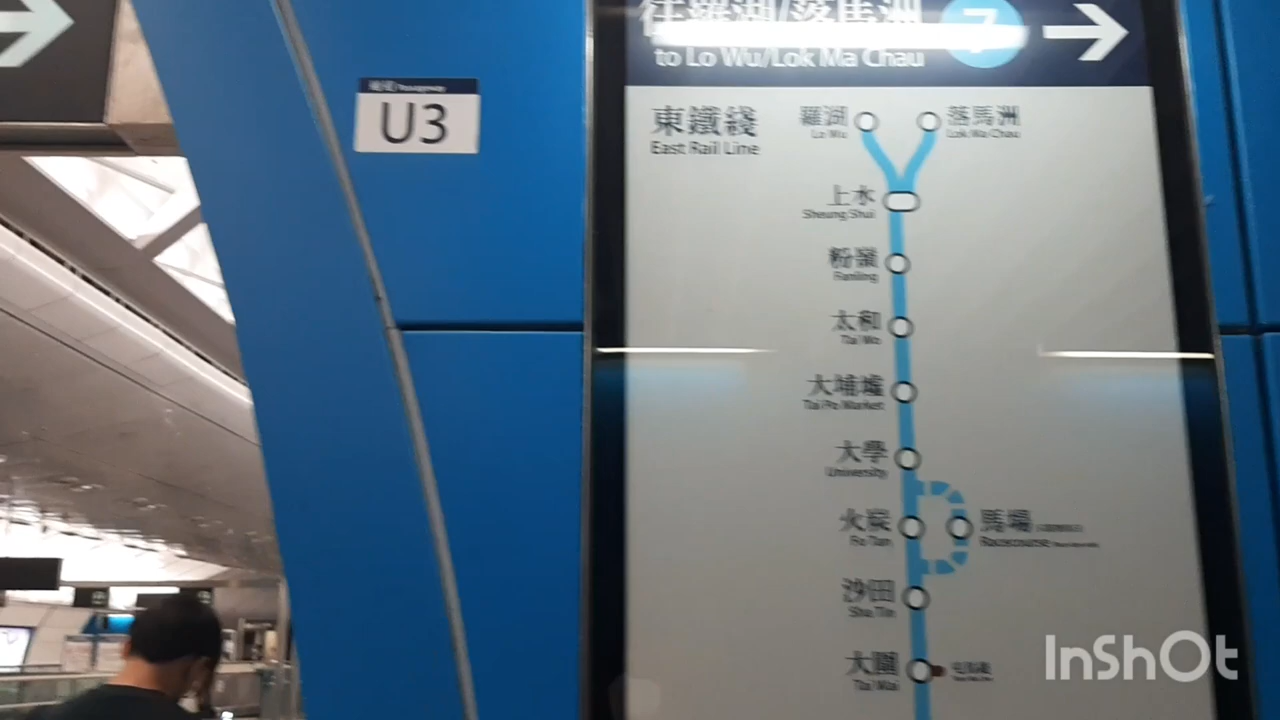 往羅湖/落馬洲
7
to Lo Wu/Lok Ma Chau
U3
東鐵綫
East Rail Line
羅湖
Lo Wu
落馬洲
Lok Ma Chau
上水
Sheung Shui
粉嶺
Fanling
太和
Tai Wo
大埔墟
Tai Po Market
大學
University
火炭
Fo Tan
馬場
Racecourse
沙田
Sha Tin
大圍
Tai Wai
InShOt